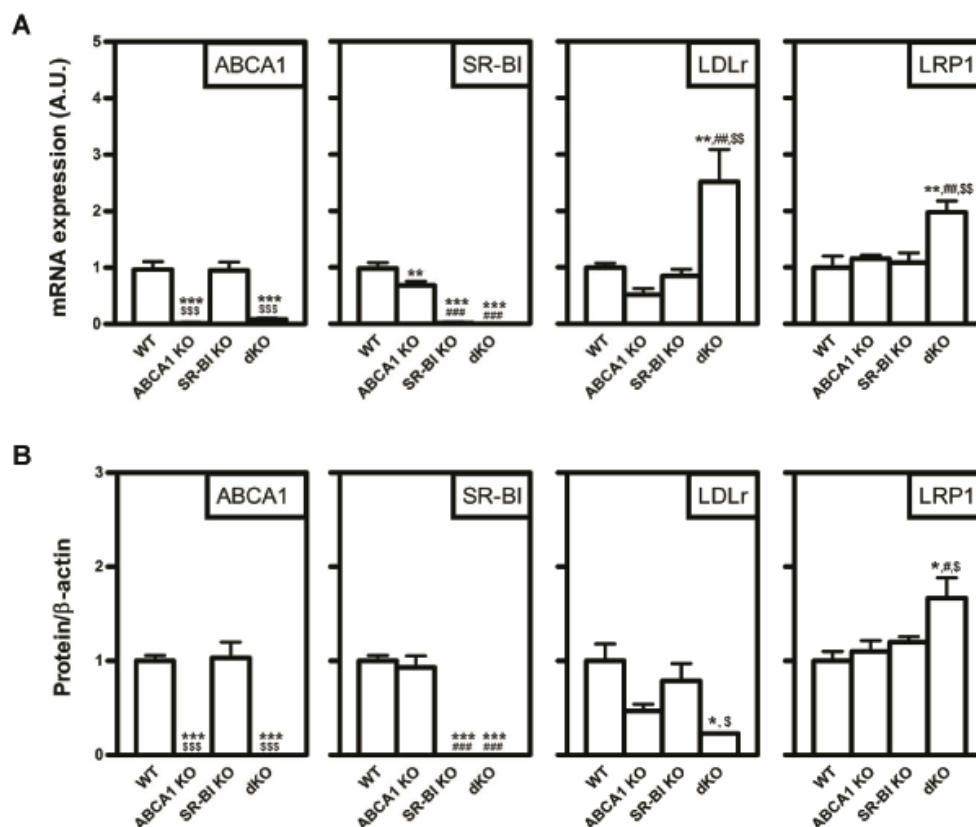 A
mRNA expression (A.U.)
5
4
3
2
1
0
ABCA1
***
$$$
***
$$$
WT
ABCA1 KO
SR-BI KO
dKO
SR-BI
**
***
###
***
###
WT
ABCA1 KO
SR-BI KO
dKO
LDLr
**,##,$$
WT
ABCA1 KO
SR-BI KO
dKO
LRP1
**,##,$$
WT
ABCA1 KO
SR-BI KO
dKO
B
Protein/β-actin
3
2
1
0
ABCA1
***
$$$
***
$$$
WT
ABCA1 KO
SR-BI KO
dKO
SR-BI
***
###
***
###
WT
ABCA1 KO
SR-BI KO
dKO
LDLr
*, $
WT
ABCA1 KO
SR-BI KO
dKO
LRP1
*,#,$
WT
ABCA1 KO
SR-BI KO
dKO